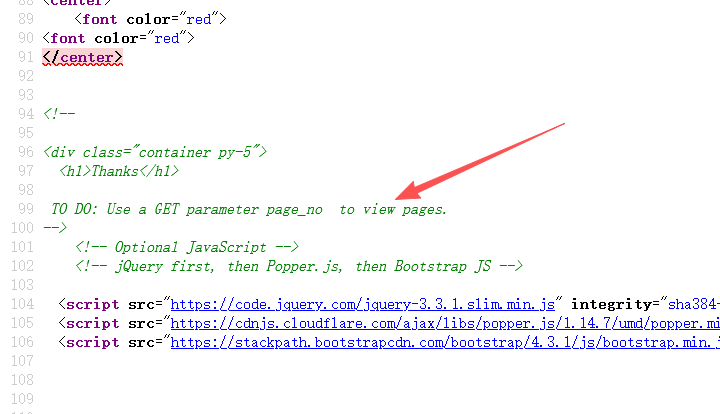 88 <center>
89 <font color="red">
90 <font color="red">
91 </center>
92
93
94 <!--
95
96 <div class="container py-5">
97 <h1>Thanks</h1>
98
99 TO DO: Use a GET parameter page_no  to view pages.
100 -->
101 <!-- Optional JavaScript -->
102 <!-- jQuery first, then Popper.js, then Bootstrap JS -->
103
104 <script src="https://code.jquery.com/jquery-3.3.1.slim.min.js" integrity="sha384-
105 <script src="https://cdnjs.cloudflare.com/ajax/libs/popper.js/1.14.7/umd/popper.mi
106 <script src="https://stackpath.bootstrapcdn.com/bootstrap/4.3.1/js/bootstrap.min.j
107
108
109
110